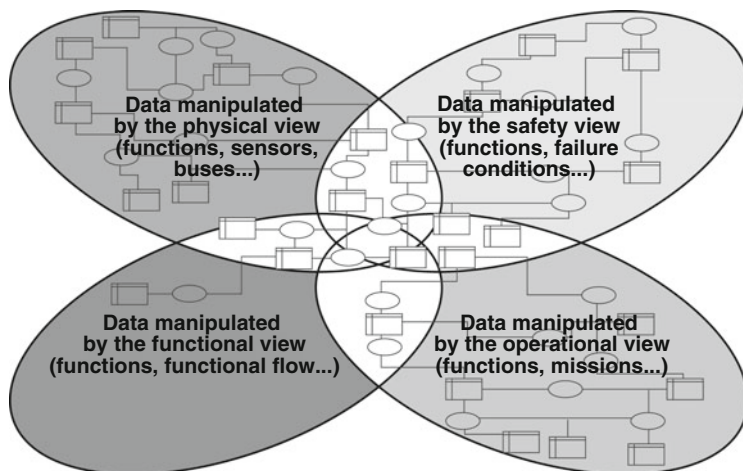 Data manipulated
by the physical view
(functions, sensors,
buses...)
Data manipulated
by the safety view
(functions, failure
conditions...)
Data manipulated
by the functional view
(functions, functional flow...)
Data manipulated
by the operational view
(functions, missions...)